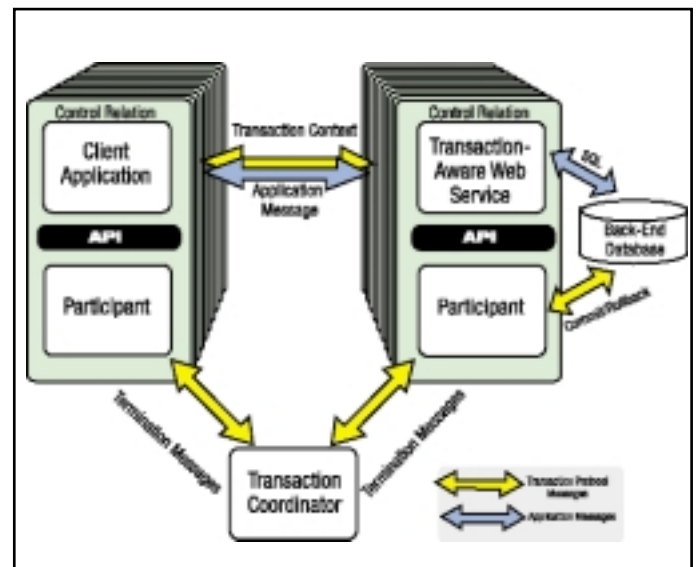 Control Relation
Client
Application
API
Participant
Transaction Context
Application
Message
Control Relation
Transaction-
Aware Web
Service
API
Participant
SQL
Back-End
Database
Commit/Rollback
Termination Messages
Termination Messages
Transaction
Coordinator
Transaction Protocol
Messages
Application Messages